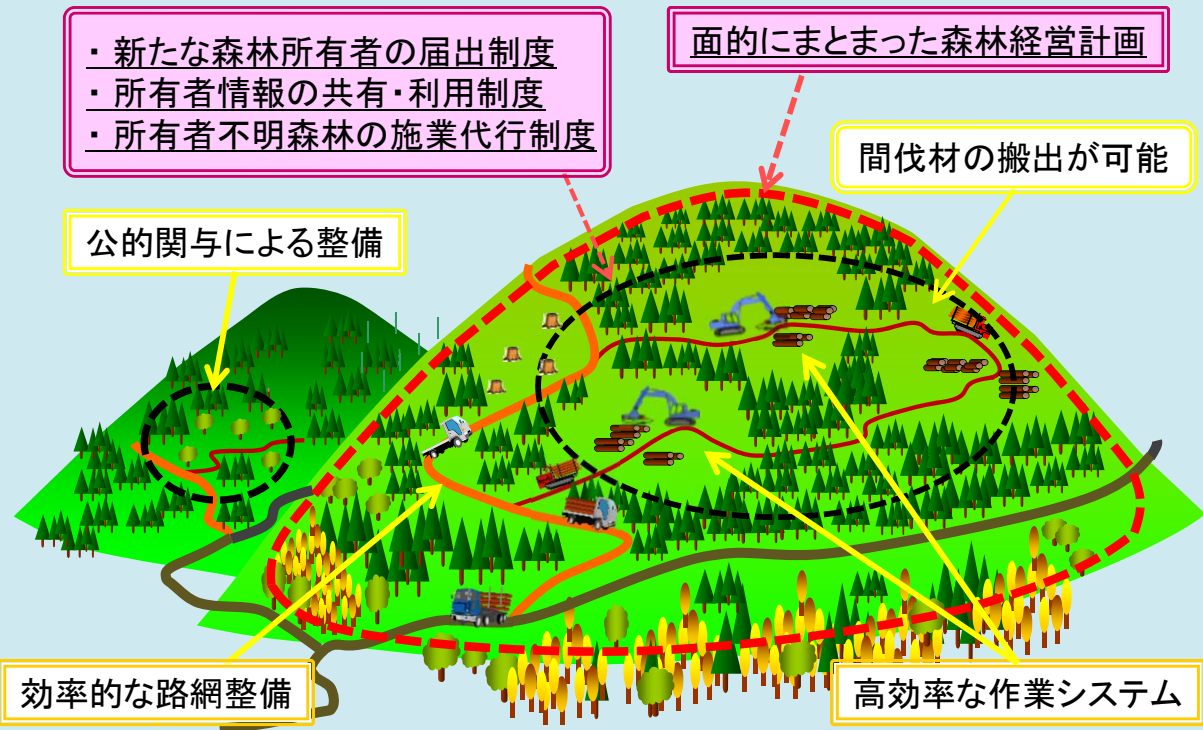 ・ 新たな森林所有者の届出制度
・ 所有者情報の共有・利用制度
・ 所有者不明森林の施業代行制度
面的にまとまった森林経営計画
間伐材の搬出が可能
公的関与による整備
効率的な路網整備
高効率な作業システム